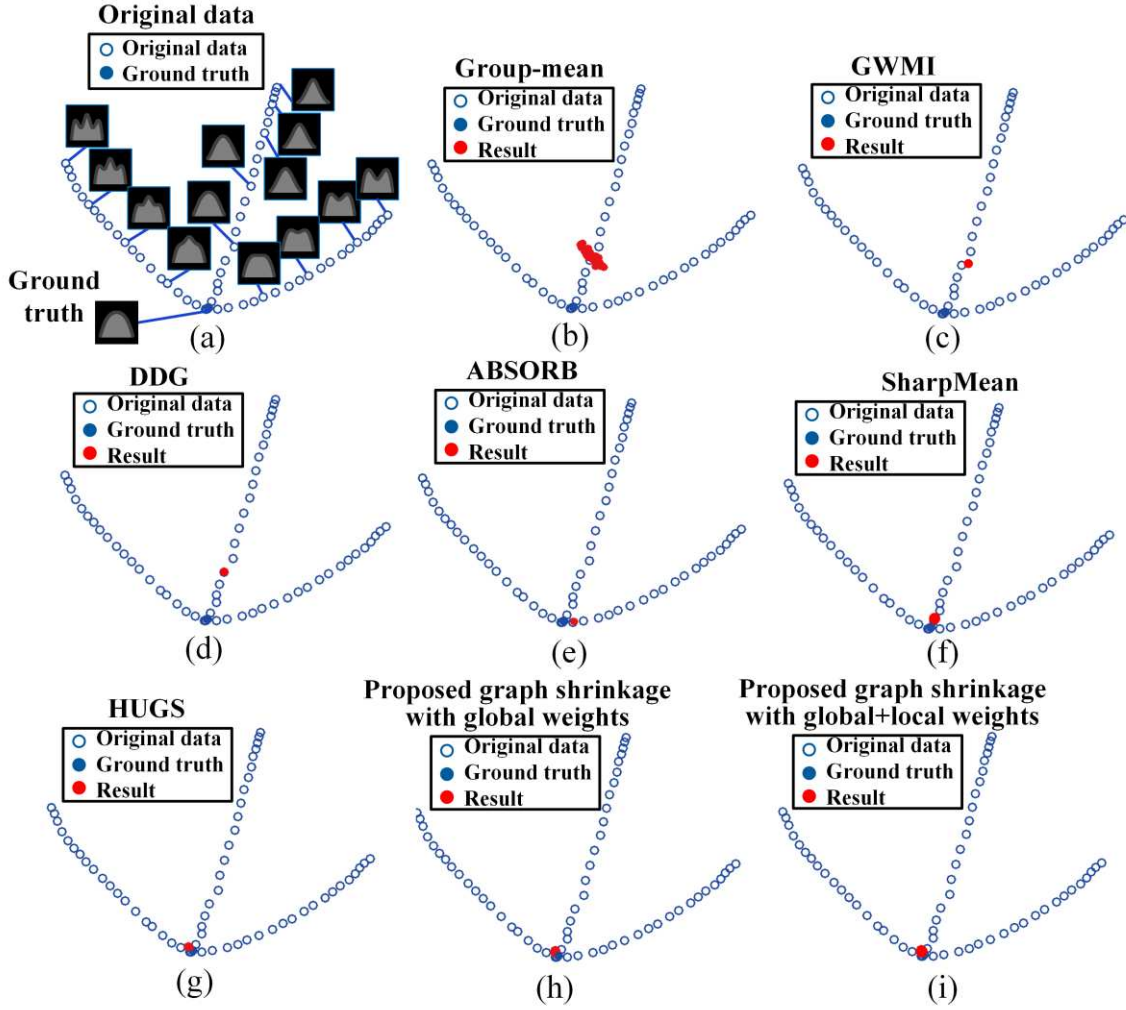 Original data
Original data
Ground truth
Ground
truth
(a)
Group-mean
Original data
Ground truth
Result
(b)
GWMI
Original data
Ground truth
Result
(c)
DDG
Original data
Ground truth
Result
(d)
ABSORB
Original data
Ground truth
Result
(e)
SharpMean
Original data
Ground truth
Result
(f)
HUGS
Original data
Ground truth
Result
(g)
Proposed graph shrinkage
with global weights
Original data
Ground truth
Result
(h)
Proposed graph shrinkage
with global+local weights
Original data
Ground truth
Result
(i)